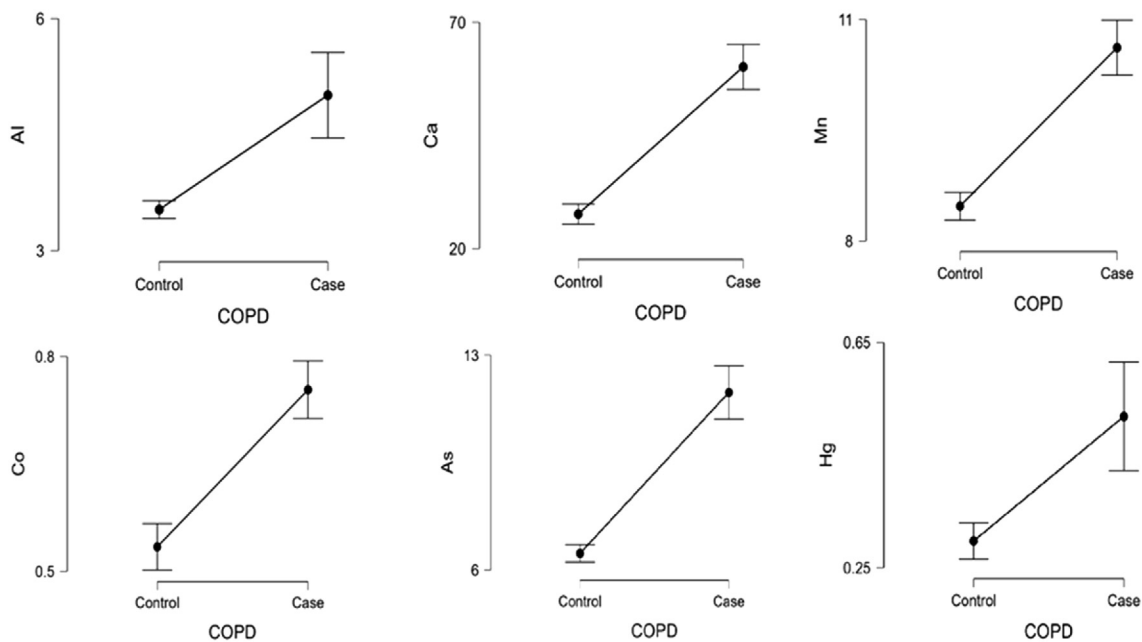 6
Al
3
Control Case
COPD
70
Ca
20
Control Case
COPD
11
Mn
8
Control Case
COPD
0.8
Co
0.5
Control Case
COPD
13
As
6
Control Case
COPD
0.65
Hg
0.25
Control Case
COPD